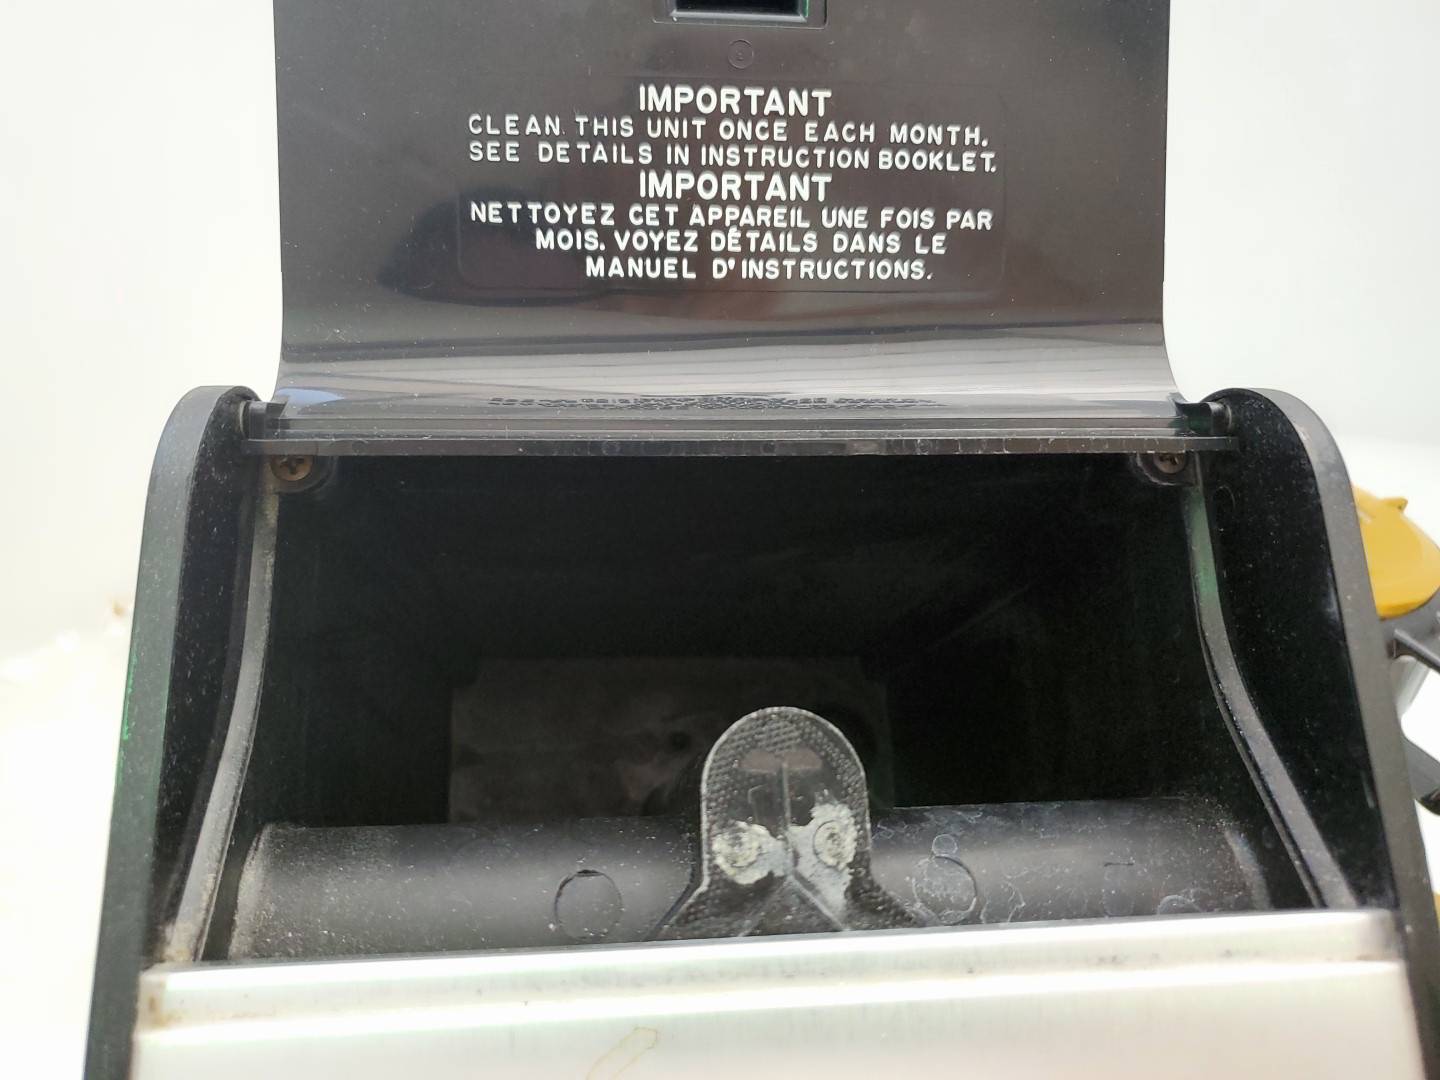 IMPORTANT
CLEAN THIS UNIT ONCE EACH MONTH.
SEE DETAILS IN INSTRUCTION BOOKLET.
IMPORTANT
NETTOYEZ CET APPAREIL UNE FOIS PAR
MOIS. VOYEZ DÉTAILS DANS LE
MANUEL D'INSTRUCTIONS.